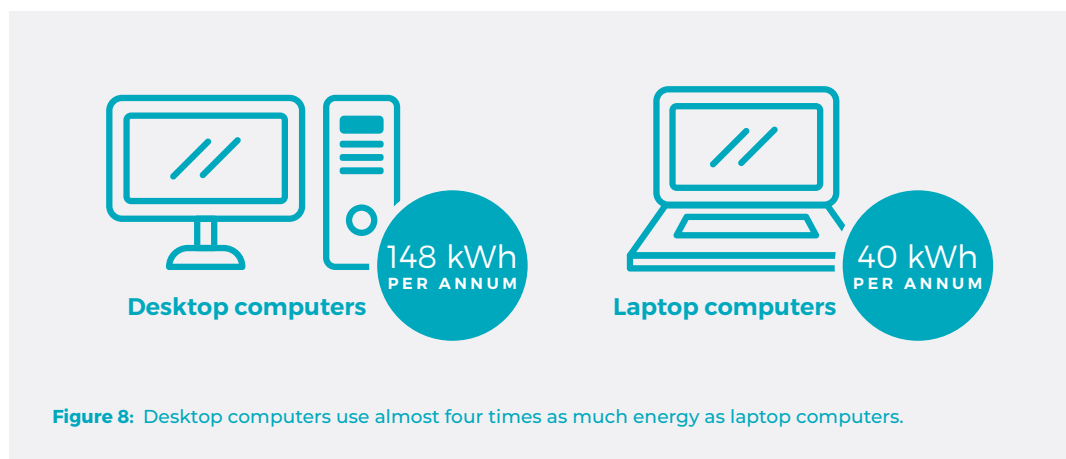 148 kWh
PER ANNUM
Desktop computers
40 kWh
PER ANNUM
Laptop computers
Figure 8: Desktop computers use almost four times as much energy as laptop computers.